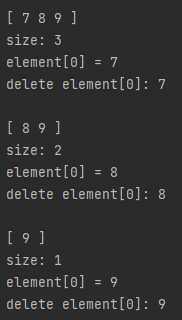 [ 7 8 9 ]
size: 3
element[0] = 7
delete element[0]: 7

[ 8 9 ]
size: 2
element[0] = 8
delete element[0]: 8

[ 9 ]
size: 1
element[0] = 9
delete element[0]: 9